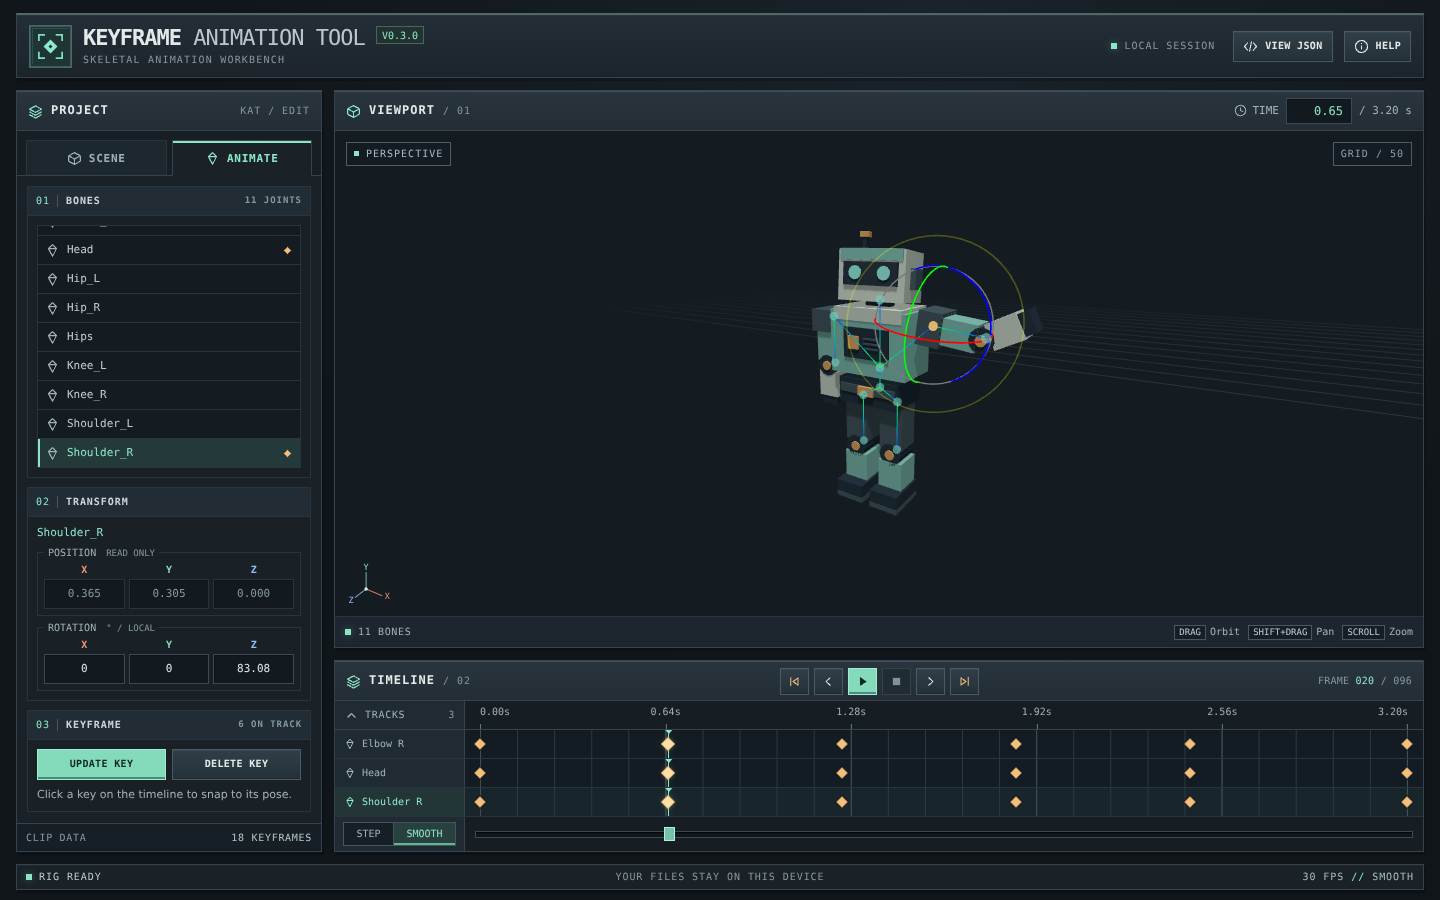 KEYFRAME ANIMATION TOOL V0.3.0
SKELETAL ANIMATION WORKBENCH
LOCAL SESSION
VIEW JSON
HELP
PROJECT
KAT / EDIT
SCENE
ANIMATE
01 BONES
11 JOINTS
Head
Hip_L
Hip_R
Hips
Knee_L
Knee_R
Shoulder_L
Shoulder_R
02 TRANSFORM
Shoulder_R
POSITION READ ONLY
X Y Z
0.365 0.305 0.000
ROTATION ° / LOCAL
X Y Z
0 0 83.08
03 KEYFRAME
6 ON TRACK
UPDATE KEY
DELETE KEY
Click a key on the timeline to snap to its pose.
CLIP DATA
18 KEYFRAMES
VIEWPORT / 01
TIME 0.65 / 3.20 s
PERSPECTIVE
GRID / 50
Y
Z
X
11 BONES
DRAG Orbit SHIFT+DRAG Pan SCROLL Zoom
TIMELINE / 02
FRAME 020 / 096
TRACKS 3
0.00s 0.64s 1.28s 1.92s 2.56s 3.20s
Elbow R
Head
Shoulder R
STEP SMOOTH
RIG READY
YOUR FILES STAY ON THIS DEVICE
30 FPS // SMOOTH